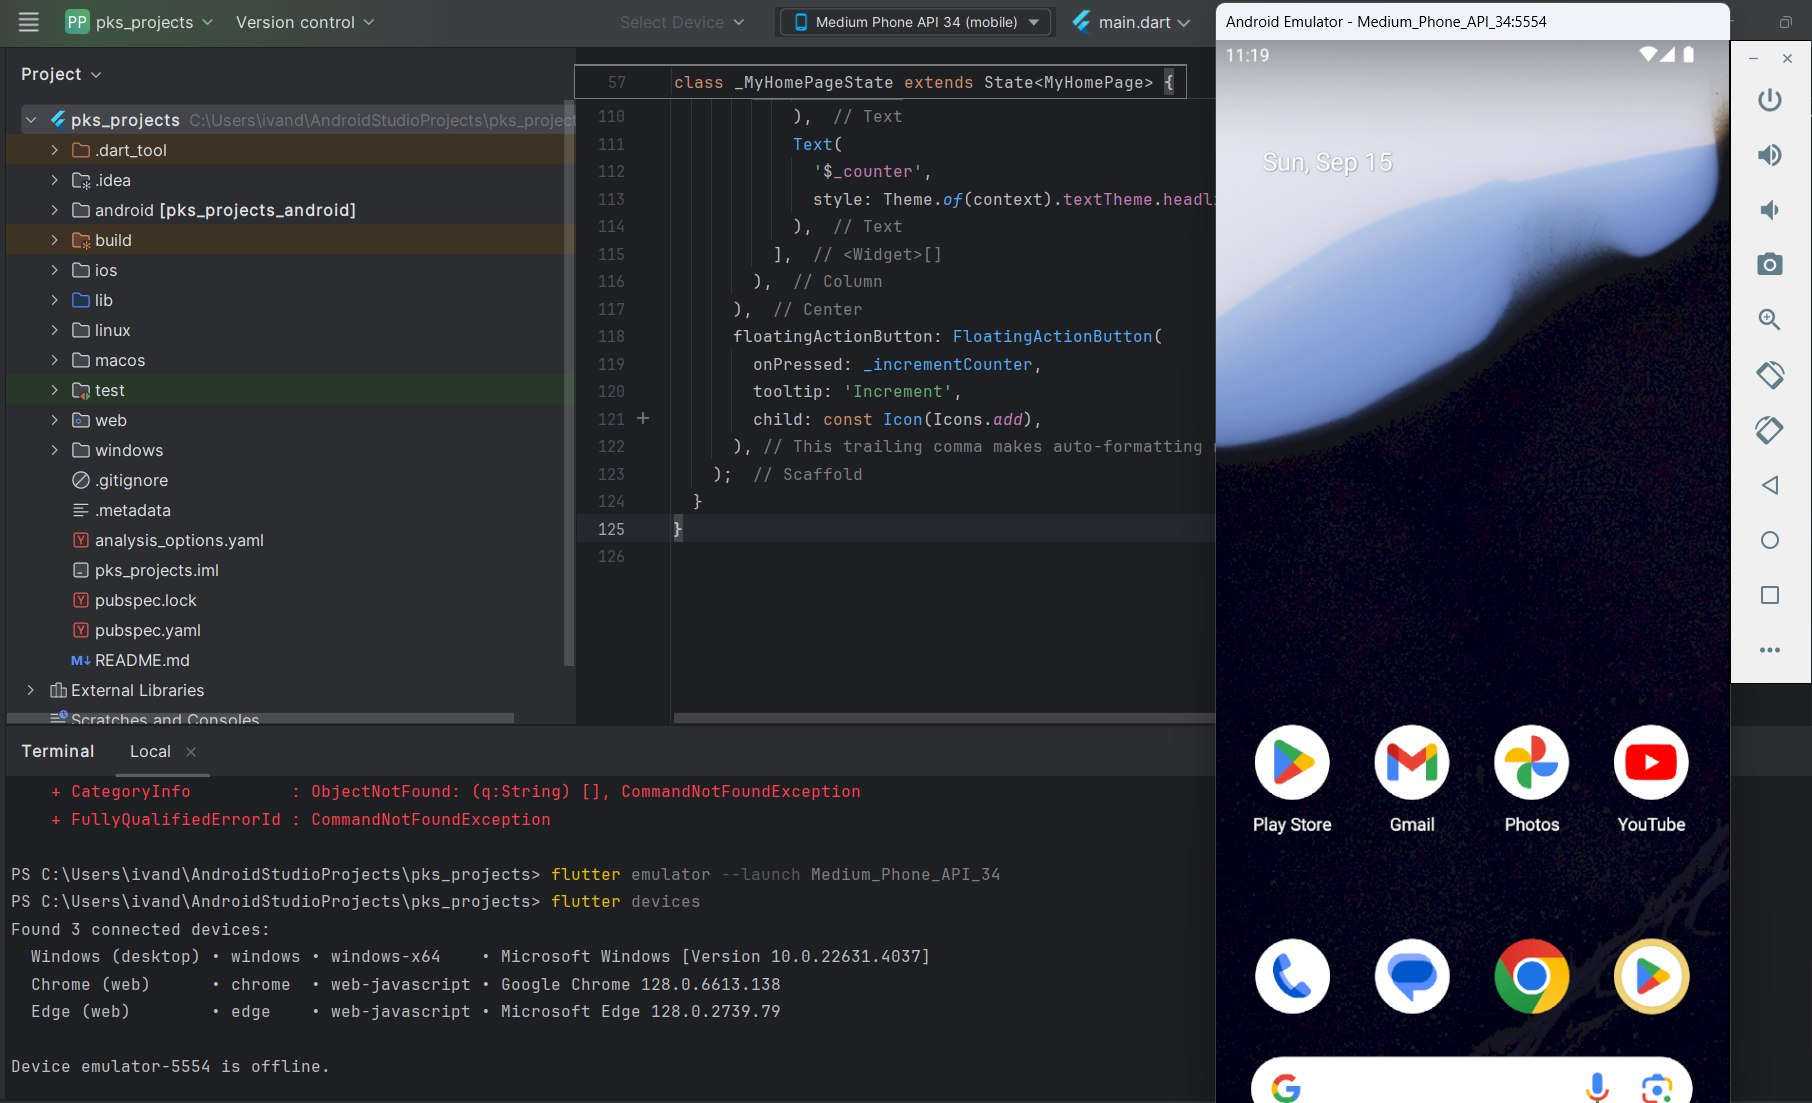 PP pks_projects Version control Select Device Medium Phone API 34 (mobile) main.dart
Project
pks_projects C:\Users\ivand\AndroidStudioProjects\pks_project
.dart_tool
.idea
android [pks_projects_android]
build
ios
lib
linux
macos
test
web
windows
.gitignore
.metadata
analysis_options.yaml
pks_projects.iml
pubspec.lock
pubspec.yaml
M↓ README.md
External Libraries
Scratches and Consoles
57 class _MyHomePageState extends State<MyHomePage> {
110 ), // Text
111 Text(
112 '$_counter',
113 style: Theme.of(context).textTheme.headl
114 ), // Text
115 ], // <Widget>[]
116 ), // Column
117 ), // Center
118 floatingActionButton: FloatingActionButton(
119 onPressed: _incrementCounter,
120 tooltip: 'Increment',
121 child: const Icon(Icons.add),
122 ), // This trailing comma makes auto-formatting
123 ); // Scaffold
124 }
125 }
126
Terminal Local
+ CategoryInfo : ObjectNotFound: (q:String) [], CommandNotFoundException
+ FullyQualifiedErrorId : CommandNotFoundException
PS C:\Users\ivand\AndroidStudioProjects\pks_projects> flutter emulator --launch Medium_Phone_API_34
PS C:\Users\ivand\AndroidStudioProjects\pks_projects> flutter devices
Found 3 connected devices:
Windows (desktop) • windows • windows-x64 • Microsoft Windows [Version 10.0.22631.4037]
Chrome (web) • chrome • web-javascript • Google Chrome 128.0.6613.138
Edge (web) • edge • web-javascript • Microsoft Edge 128.0.2739.79
Device emulator-5554 is offline.
Android Emulator - Medium_Phone_API_34:5554
11:19
Sun, Sep 15
Play Store Gmail Photos YouTube